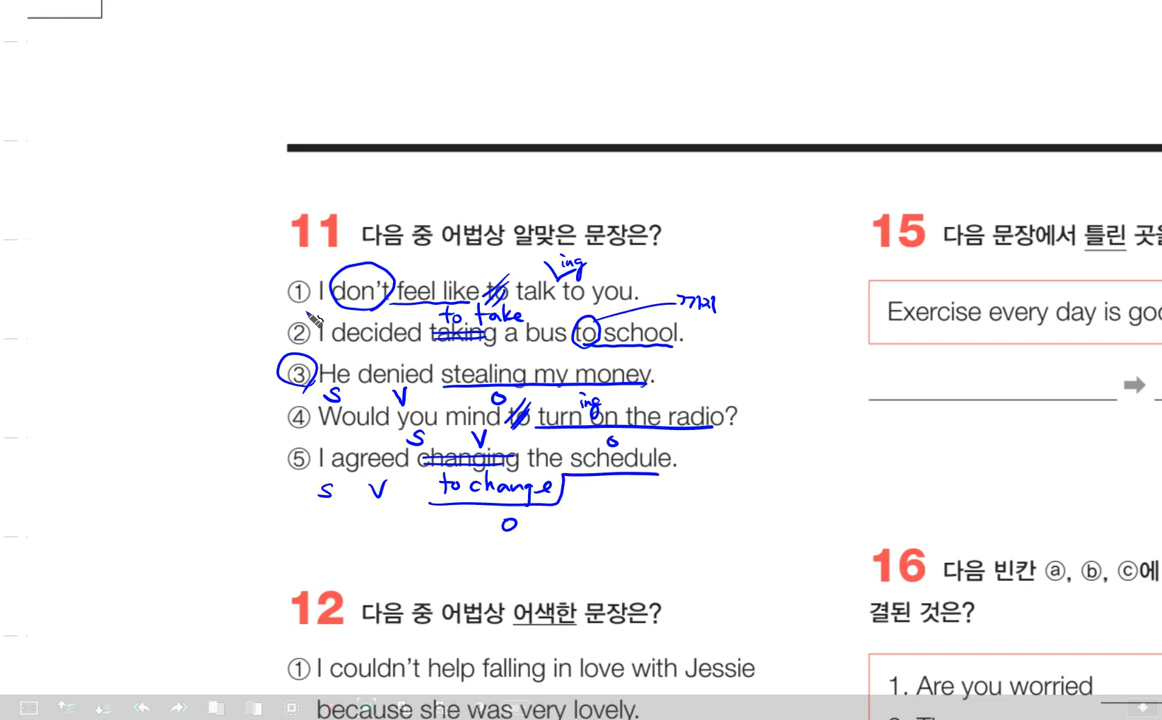 11 다음 중 어법상 알맞은 문장은?
ing
① I don't feel like to talk to you.
to take
까지
② I decided taking a bus to school.
③ He denied stealing my money.
S V O
ing
④ Would you mind to turn on the radio?
S V O
⑤ I agreed changing the schedule.
S V to change
O
12 다음 중 어법상 어색한 문장은?
① I couldn't help falling in love with Jessie
because she was very lovely.
15 다음 문장에서 틀린 곳을
Exercise every day is goo
16 다음 빈칸 ⓐ, ⓑ, ⓒ에
결된 것은?
1. Are you worried